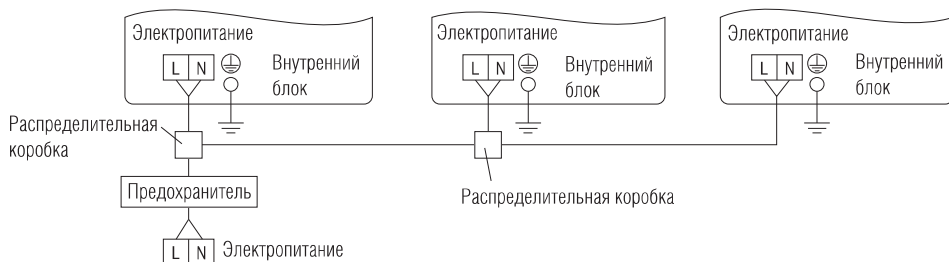 Электропитание
L N
Внутренний
блок
Электропитание
L N
Внутренний
блок
Электропитание
L N
Внутренний
блок
Распределительная
коробка
Распределительная коробка
Предохранитель
L N Электропитание